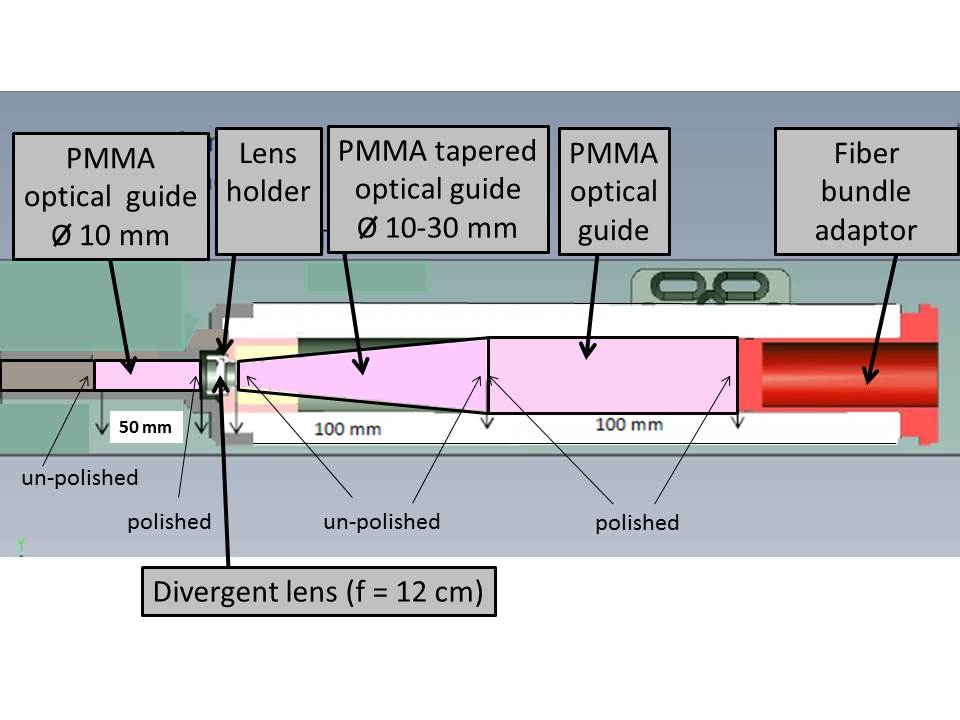 PMMA
optical guide
Ø 10 mm
Lens
holder
PMMA tapered
optical guide
Ø 10-30 mm
PMMA
optical
guide
Fiber
bundle
adaptor
50 mm
100 mm
100 mm
un-polished
polished
un-polished
polished
Y
Divergent lens (f = 12 cm)